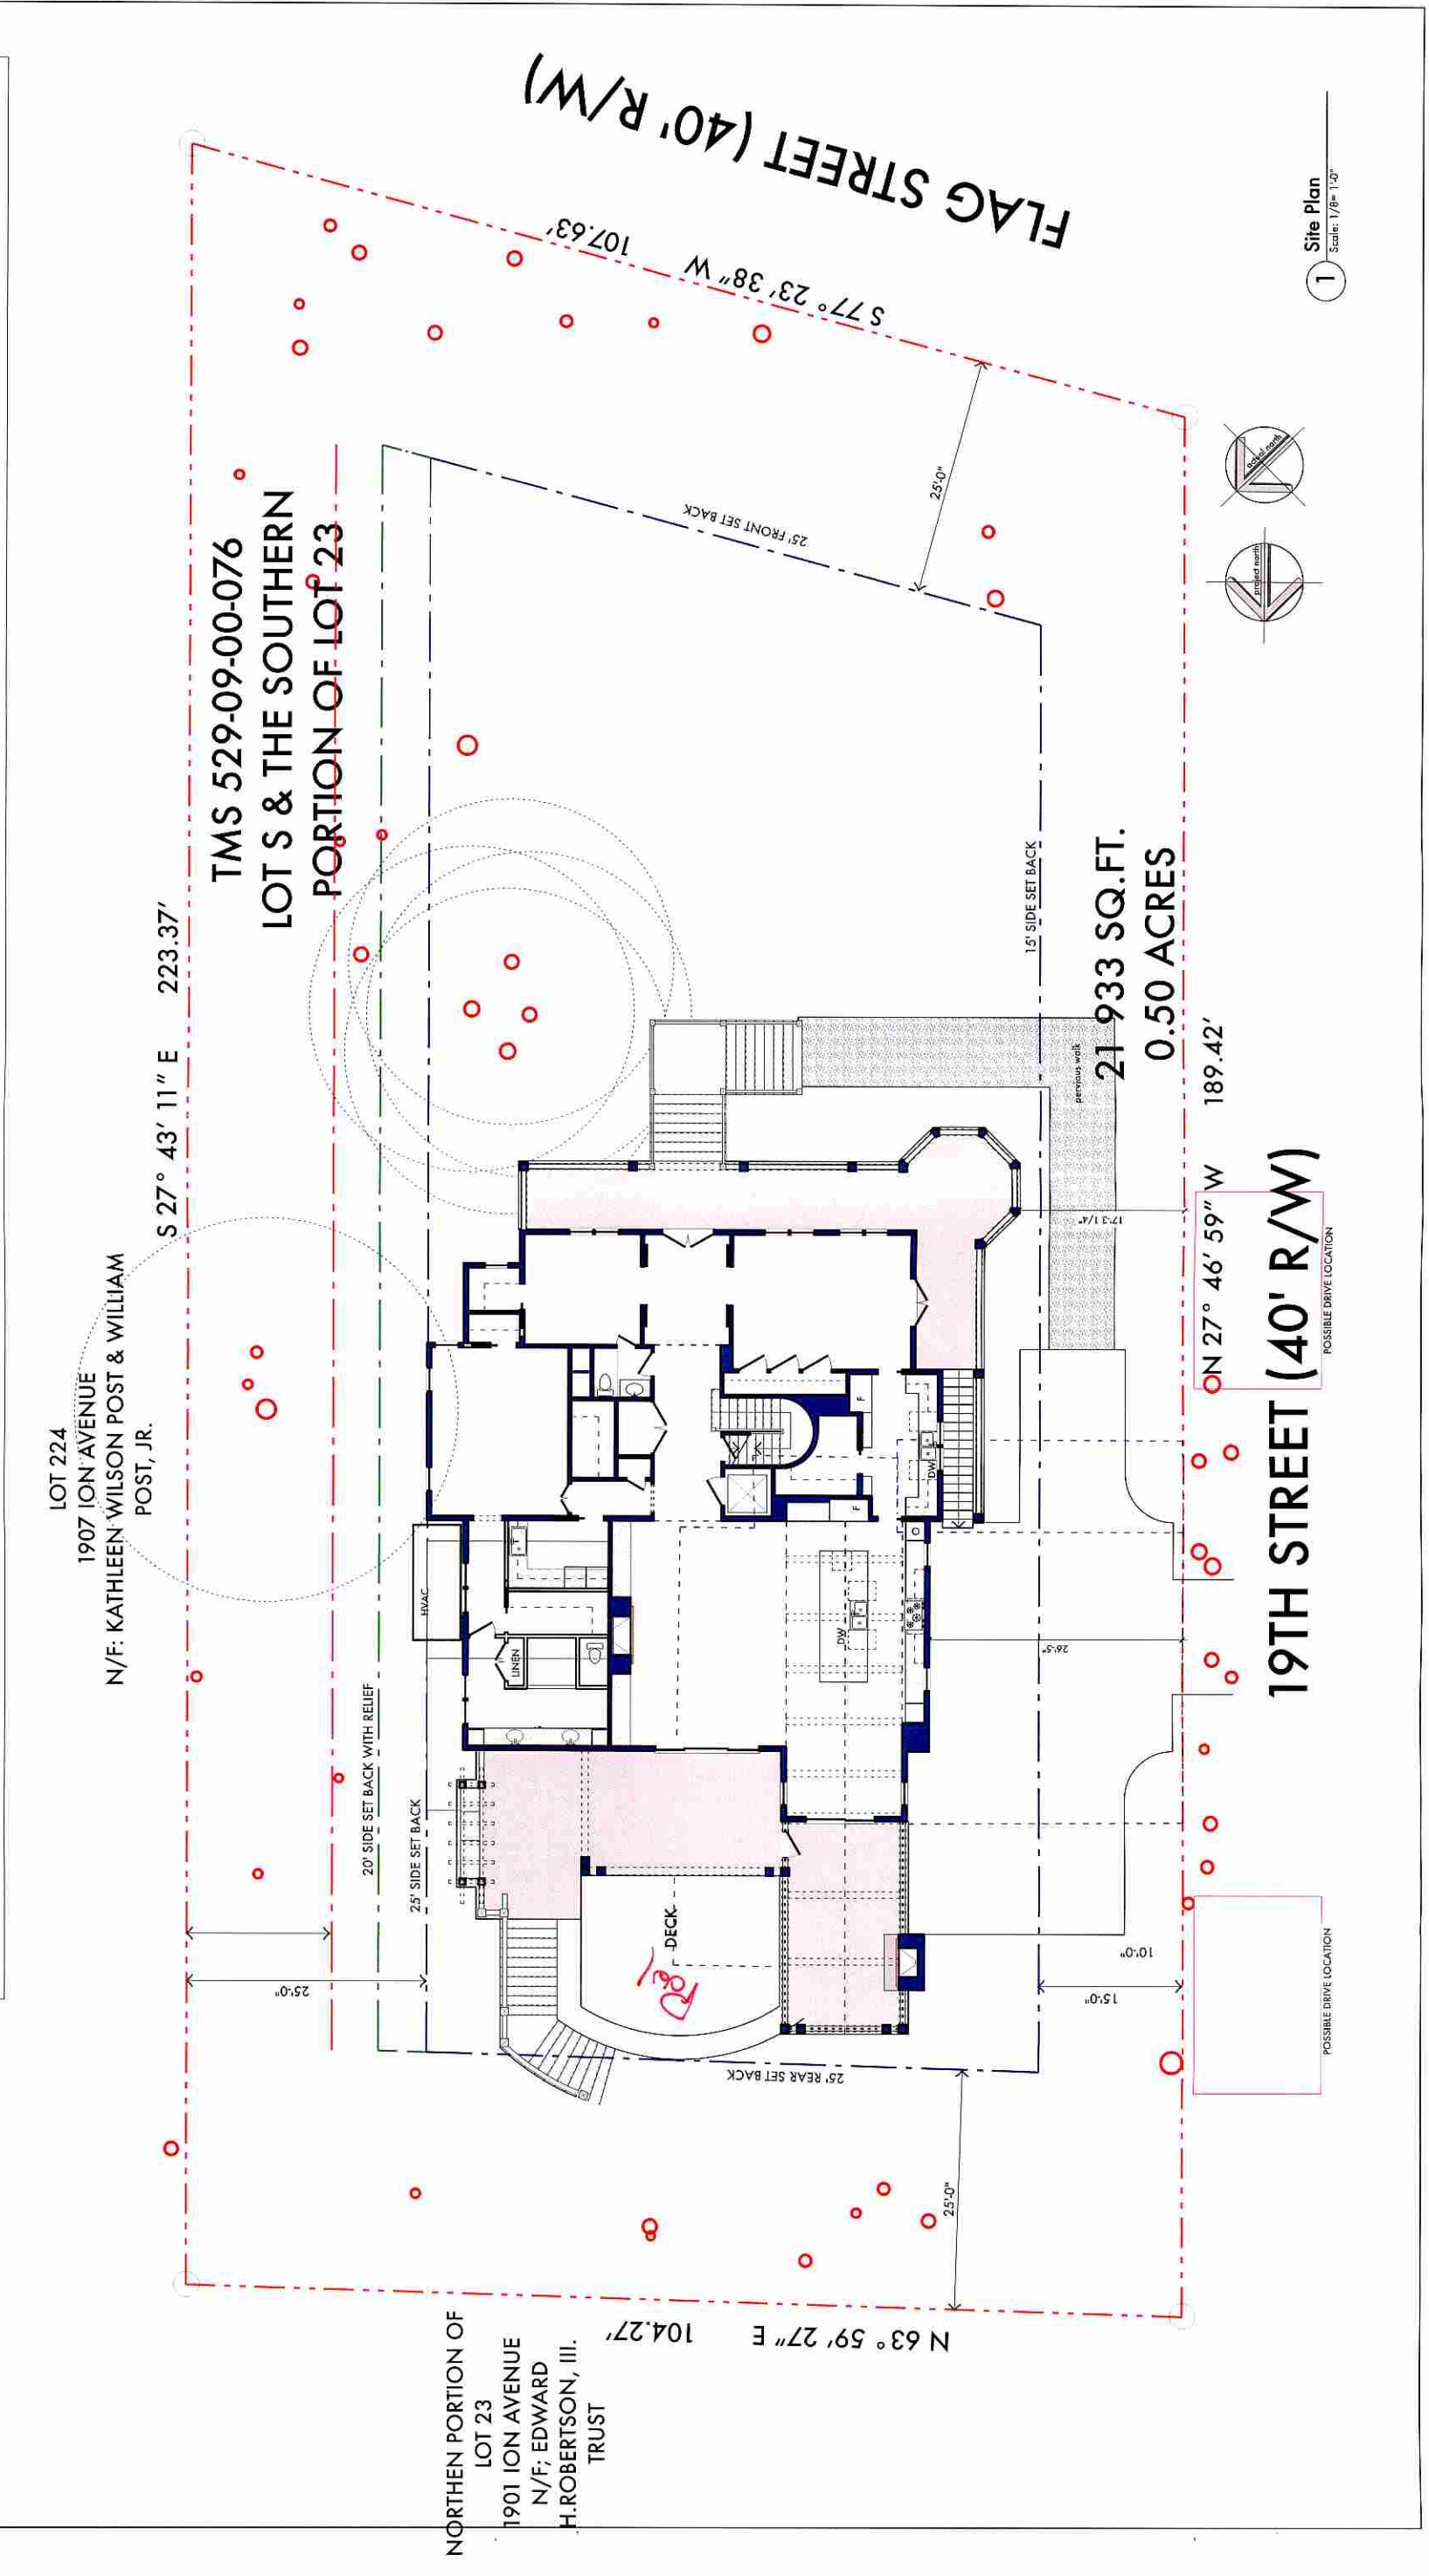 FLAG STREET (40' R/W)
107.63'
S 77° 23' 38" W
1
Site Plan
Scale: 1/8= 1'-0"
actual north
project north
25'-0"
25' FRONT SET BACK
TMS 529-09-00-076
LOT S & THE SOUTHERN
PORTION OF LOT 23
S 27° 43' 11" E 223.37'
LOT 224
1907 ION AVENUE
N/F: KATHLEEN WILSON POST & WILLIAM
POST, JR.
15' SIDE SET BACK
21 933 SQ.FT.
0.50 ACRES
pervious walk
N 27° 46' 59" W 189.42'
17'-3 1/4"
19TH STREET (40' R/W)
POSSIBLE DRIVE LOCATION
F
DW
F
HVAC
LINEN
DW
26'-5"
20' SIDE SET BACK WITH RELIEF
25' SIDE SET BACK
25'-0"
DECK
10'-0"
15'-0"
POSSIBLE DRIVE LOCATION
25' REAR SET BACK
25'-0"
N 63° 59' 27" E 104.27'
NORTHEN PORTION OF
LOT 23
1901 ION AVENUE
N/F; EDWARD
H.ROBERTSON, III.
TRUST